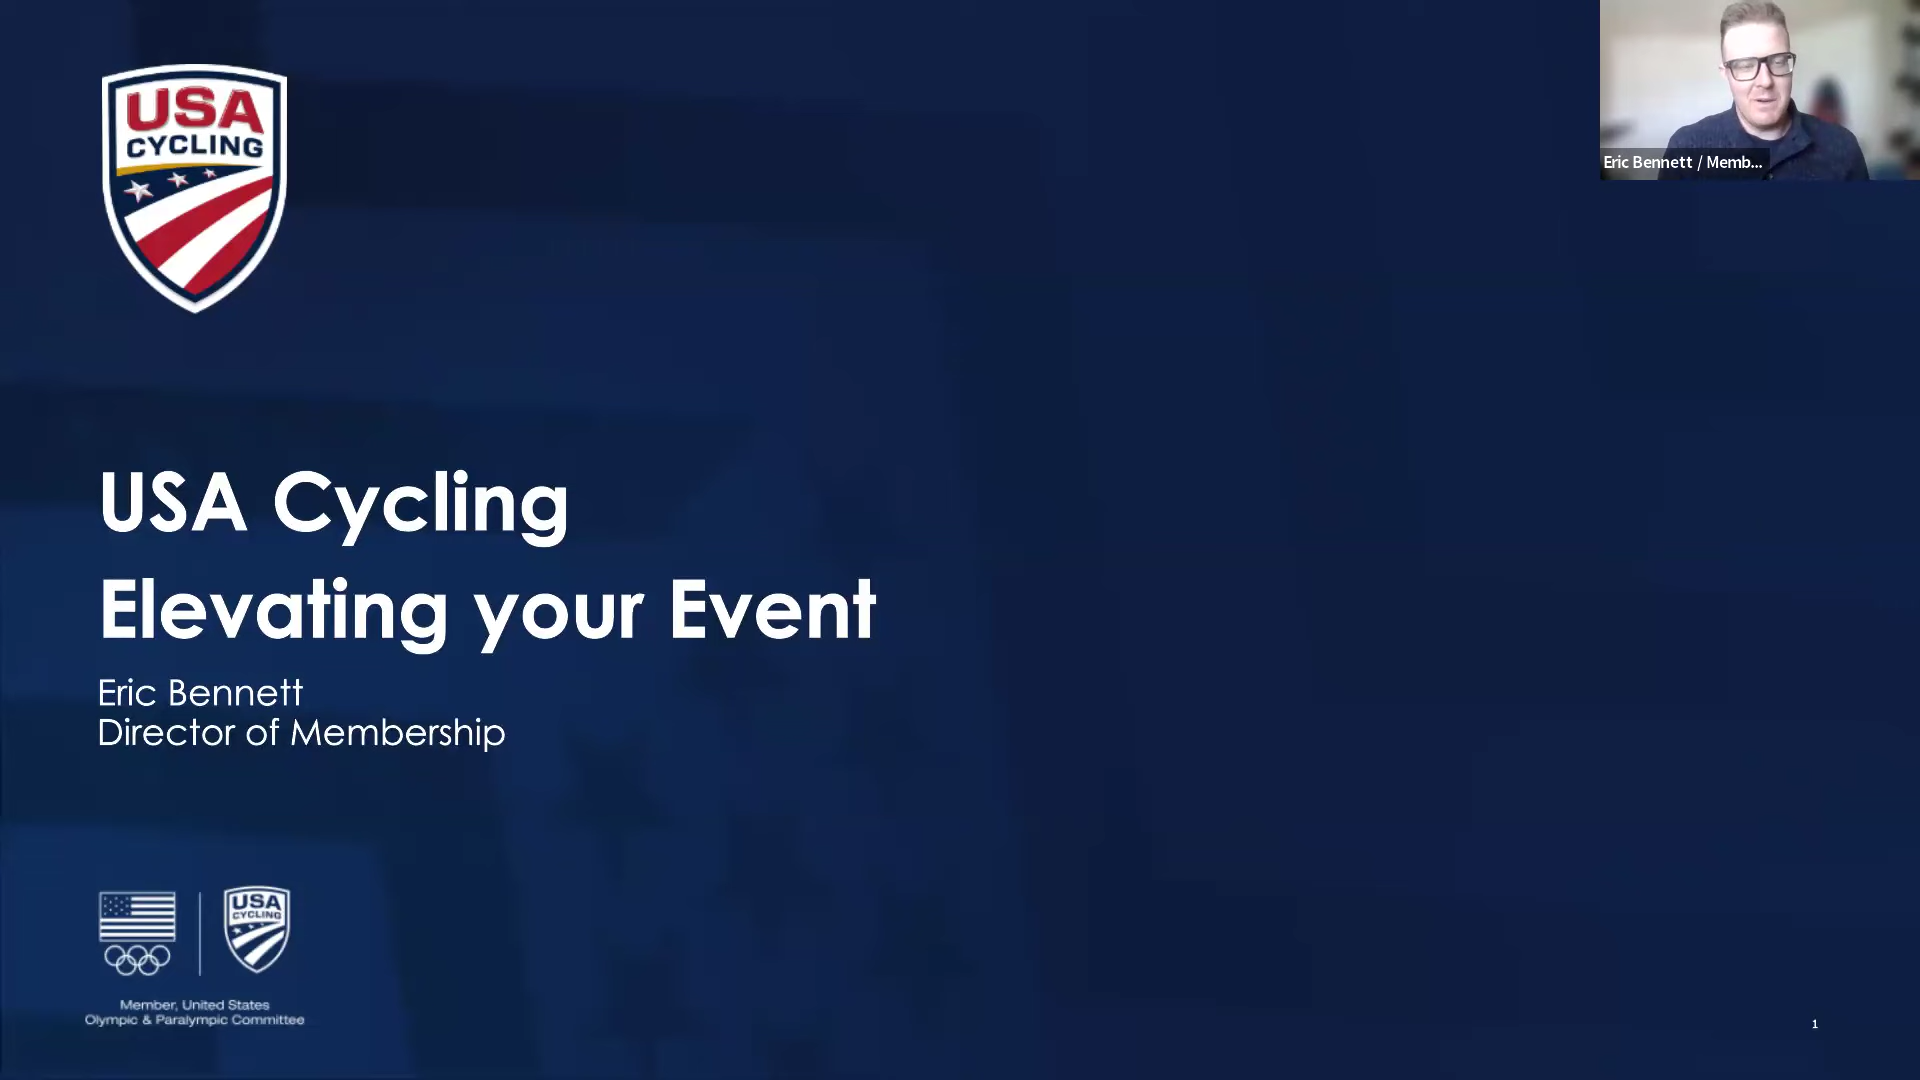 USA
CYCLING
Eric Bennett / Memb...
USA Cycling
Elevating your Event
Eric Bennett
Director of Membership
USA
CYCLING
Member, United States
Olympic & Paralympic Committee
1